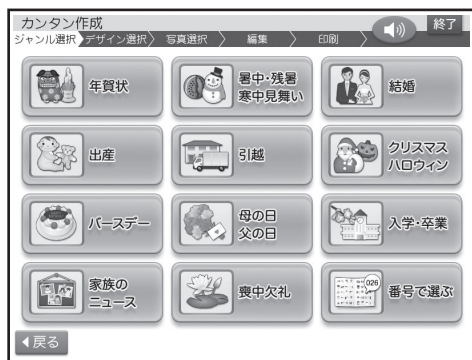 カンタン作成
終了
ジャンル選択 デザイン選択 写真選択 編集 印刷
年賀状
暑中・残暑
寒中見舞い
結婚
出産
引越
クリスマス
ハロウィン
バースデー
母の日
父の日
入学・卒業
家族の
ニュース
喪中欠礼
026
番号で選ぶ
戻る